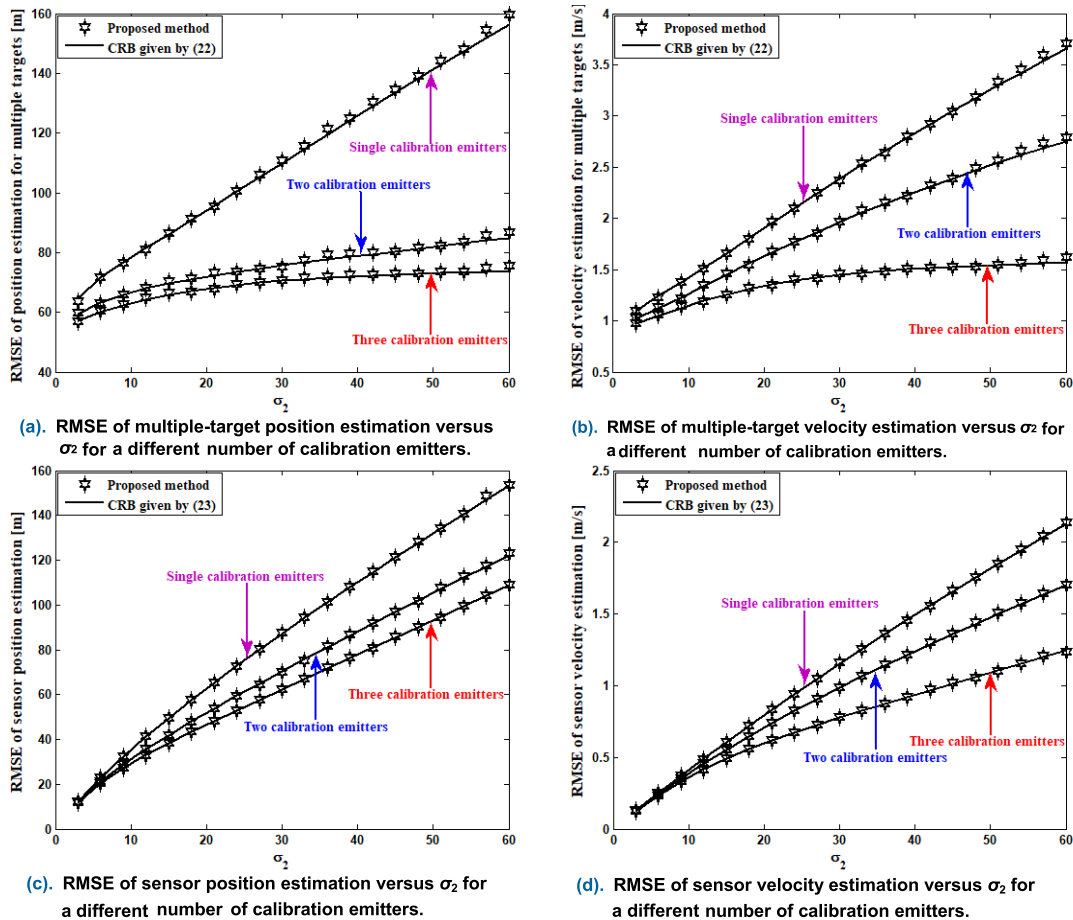 RMSE of position estimation for multiple targets [m]
160
140
120
100
80
60
40
Proposed method
CRB given by (22)
Single calibration emitters
Two calibration emitters
Three calibration emitters
0
10
20
30
40
50
60
σ2
(a). RMSE of multiple-target position estimation versus
σ2 for a different number of calibration emitters.
RMSE of velocity estimation for multiple targets [m/s]
4
3.5
3
2.5
2
1.5
1
0.5
Proposed method
CRB given by (22)
Single calibration emitters
Two calibration emitters
Three calibration emitters
0
10
20
30
40
50
60
σ2
(b). RMSE of multiple-target velocity estimation versus σ2 for
a different number of calibration emitters.
RMSE of sensor position estimation [m]
160
140
120
100
80
60
40
20
0
Proposed method
CRB given by (23)
Single calibration emitters
Three calibration emitters
Two calibration emitters
0
10
20
30
40
50
60
σ2
(c). RMSE of sensor position estimation versus σ2 for
a different number of calibration emitters.
RMSE of sensor velocity estimation [m/s]
2.5
2
1.5
1
0.5
0
Proposed method
CRB given by (23)
Single calibration emitters
Three calibration emitters
Two calibration emitters
0
10
20
30
40
50
60
σ2
(d). RMSE of sensor velocity estimation versus σ2 for
a different number of calibration emitters.